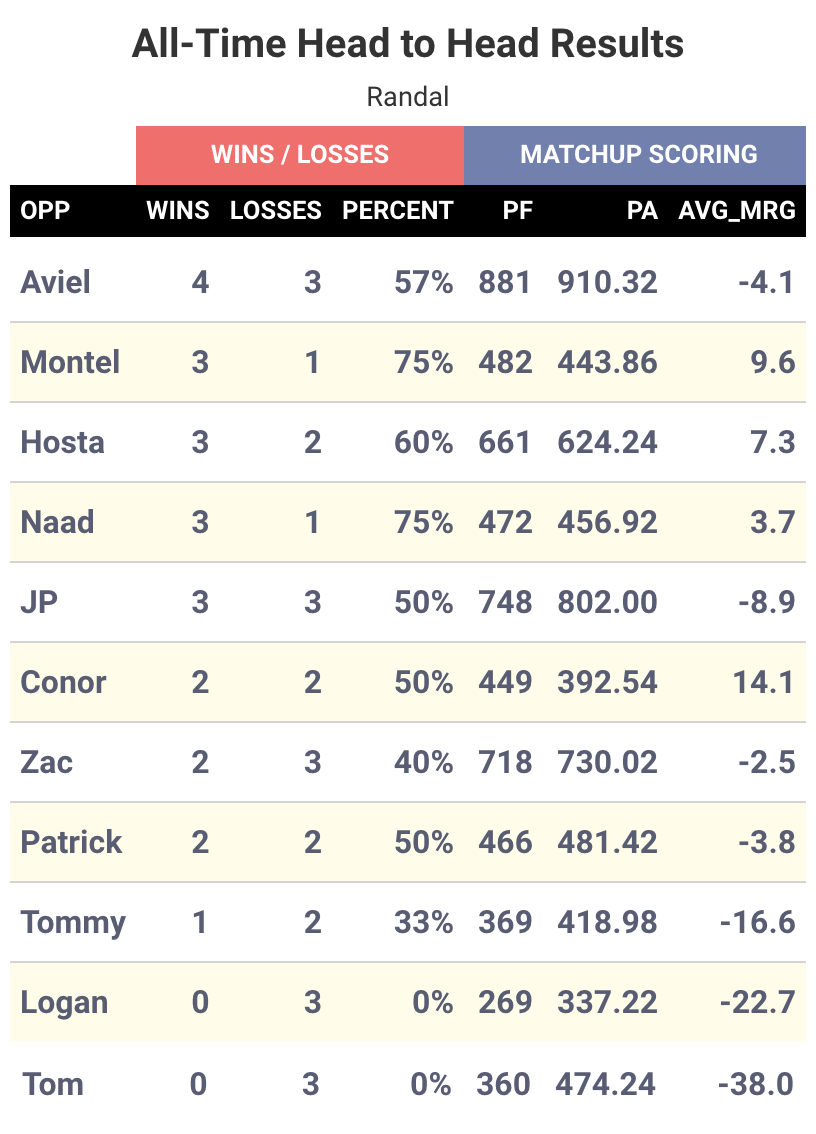 All-Time Head to Head Results
Randal
WINS / LOSSES MATCHUP SCORING
OPP WINS LOSSES PERCENT PF PA AVG_MRG
Aviel 4 3 57% 881 910.32 -4.1
Montel 3 1 75% 482 443.86 9.6
Hosta 3 2 60% 661 624.24 7.3
Naad 3 1 75% 472 456.92 3.7
JP 3 3 50% 748 802.00 -8.9
Conor 2 2 50% 449 392.54 14.1
Zac 2 3 40% 718 730.02 -2.5
Patrick 2 2 50% 466 481.42 -3.8
Tommy 1 2 33% 369 418.98 -16.6
Logan 0 3 0% 269 337.22 -22.7
Tom 0 3 0% 360 474.24 -38.0